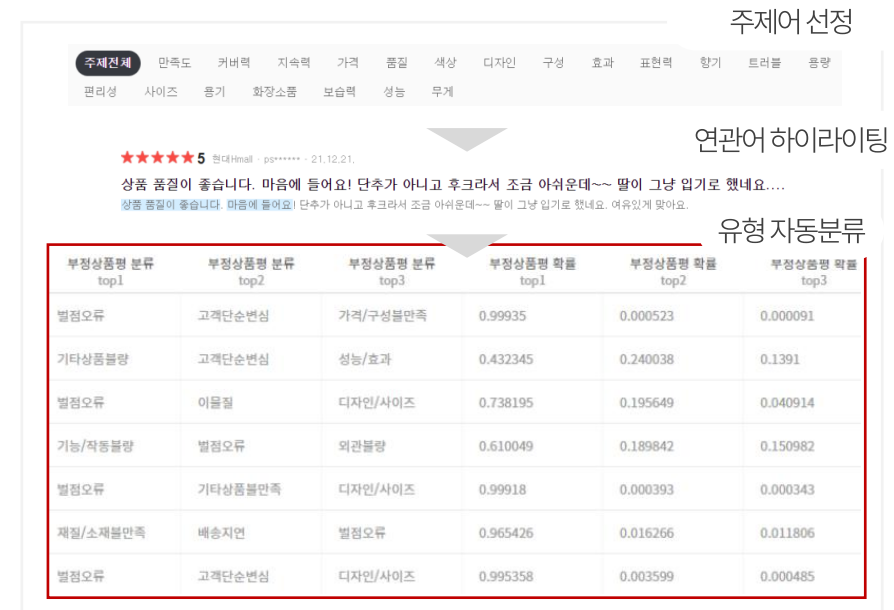 주제어 선정
주제전체 만족도 커버력 지속력 가격 품질 색상 디자인 구성 효과 표현력 향기 트러블 용량
편리성 사이즈 용기 화장소품 보습력 성능 무게
연관어 하이라이팅
★★★★★ 5 현대Hmall · ps****** · 21.12.21.
상품 품질이 좋습니다. 마음에 들어요! 단추가 아니고 후크라서 조금 아쉬운데~~ 딸이 그냥 입기로 했네요....
상품 품질이 좋습니다. 마음에 들어요! 단추가 아니고 후크라서 조금 아쉬운데~~ 딸이 그냥 입기로 했네요. 여유있게 맞아요.
유형 자동분류
부정상품평 분류 부정상품평 분류 부정상품평 분류 부정상품평 확률 부정상품평 확률 부정상품평 확률
top1 top2 top3 top1 top2 top3
벌점오류 고객단순변심 가격/구성불만족 0.99935 0.000523 0.000091
기타상품불량 고객단순변심 성능/효과 0.432345 0.240038 0.1391
벌점오류 이물질 디자인/사이즈 0.738195 0.195649 0.040914
기능/작동불량 벌점오류 외관불량 0.610049 0.189842 0.150982
벌점오류 기타상품불만족 디자인/사이즈 0.99918 0.000393 0.000343
재질/소재불만족 배송지연 벌점오류 0.965426 0.016266 0.011806
벌점오류 고객단순변심 디자인/사이즈 0.995358 0.003599 0.000485